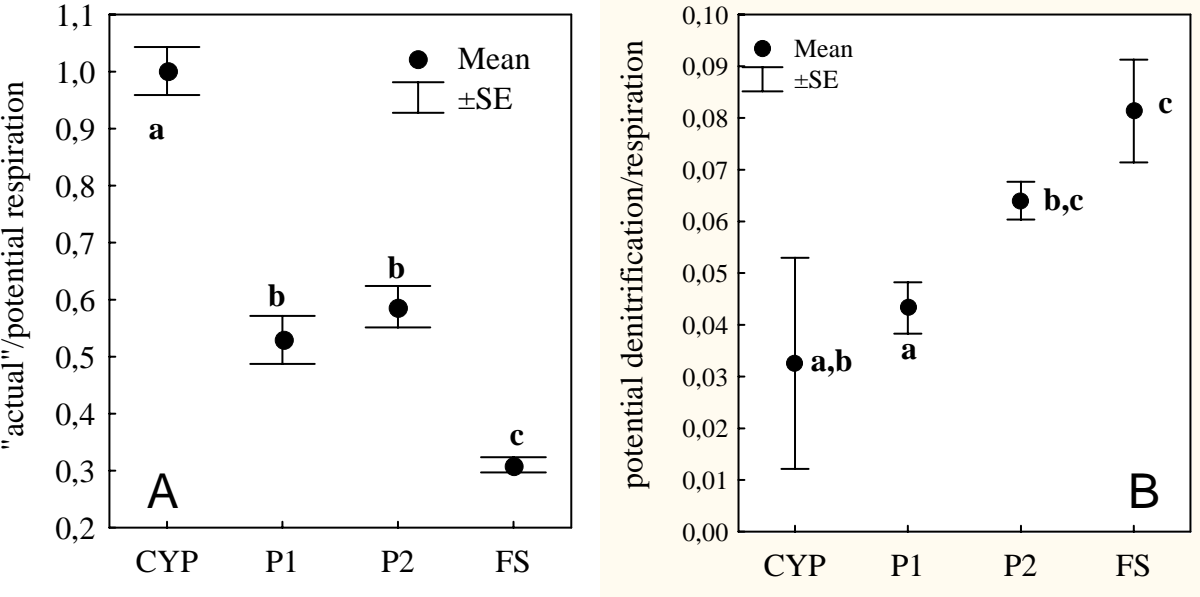 "actual"/potential respiration
1,1
1,0
0,9
0,8
0,7
0,6
0,5
0,4
0,3
0,2
Mean
±SE
a
b
b
c
A
CYP P1 P2 FS
potential denitrification/respiration
0,10
0,09
0,08
0,07
0,06
0,05
0,04
0,03
0,02
0,01
0,00
Mean
±SE
c
b,c
a,b
a
B
CYP P1 P2 FS